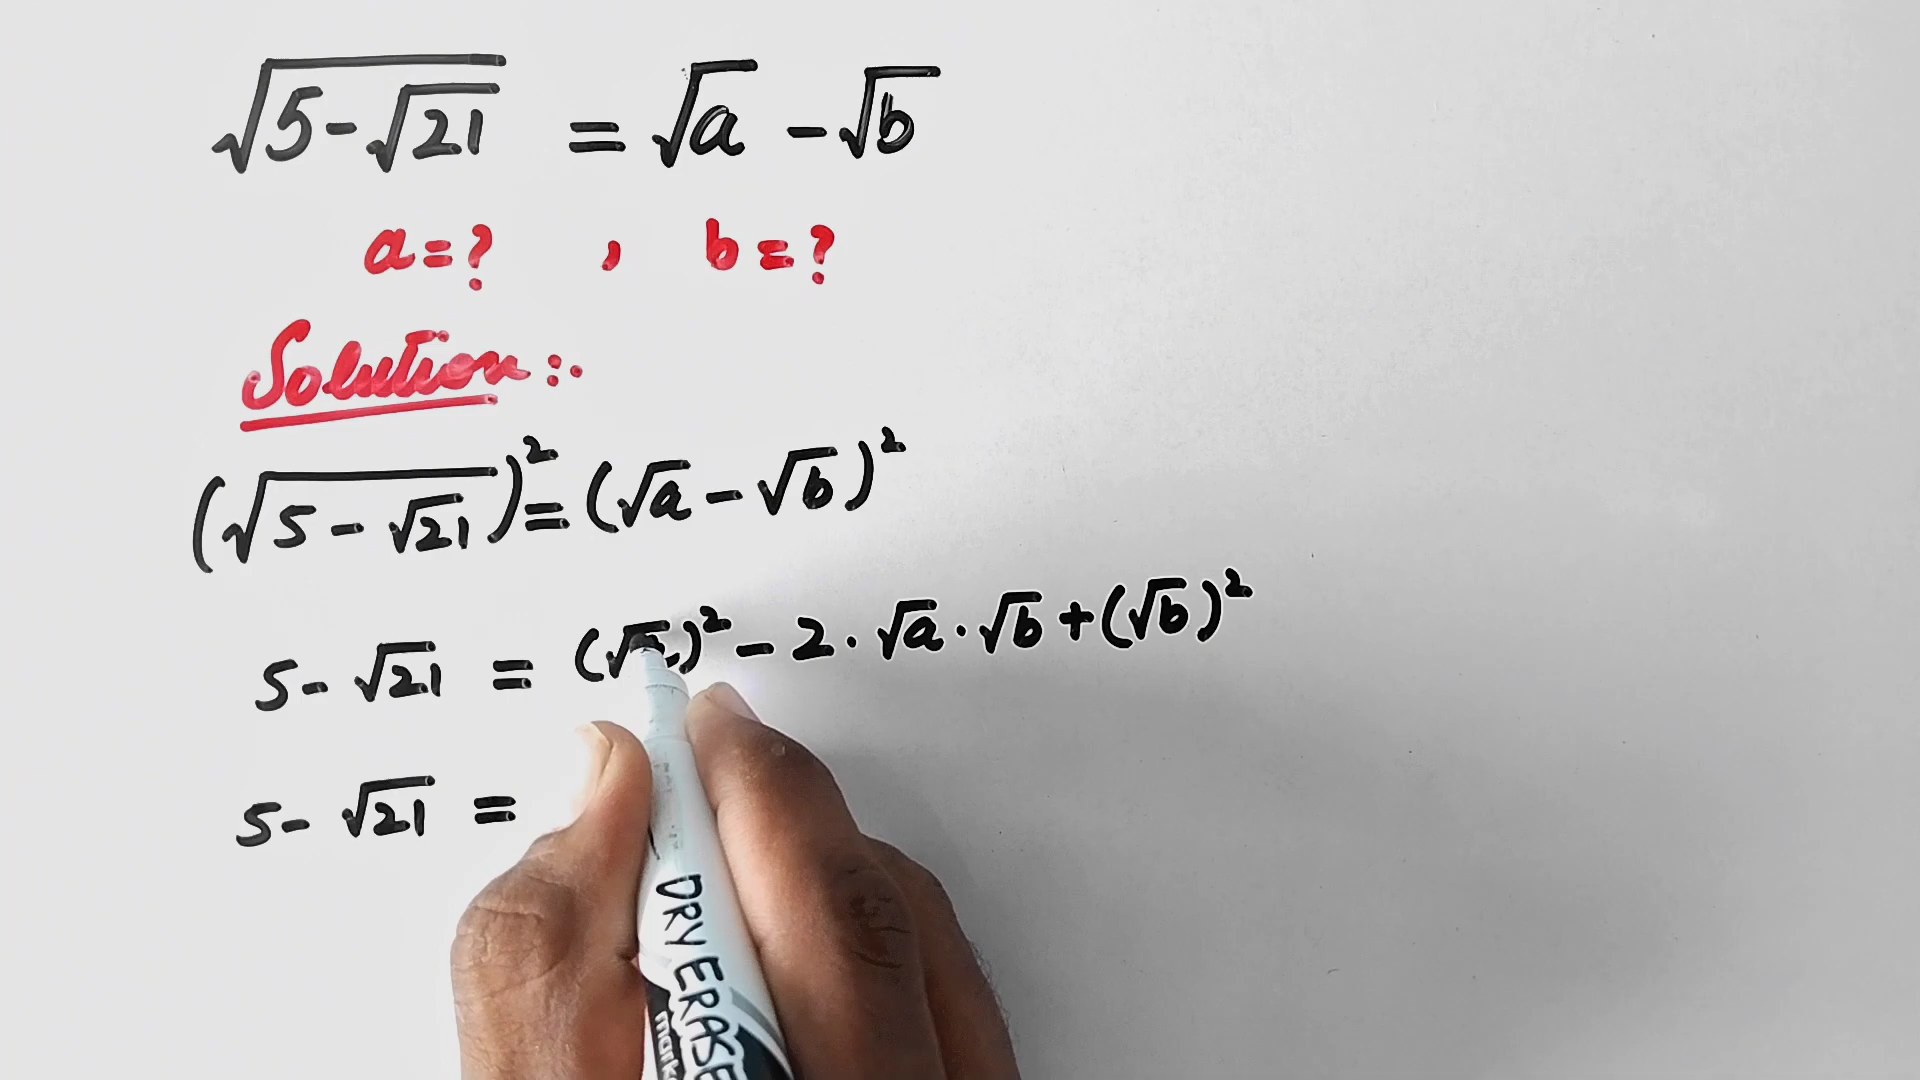 √(5-√21) = √a - √b
a=? , b=?
Solution:-
(√(5-√21))² = (√a - √b)²
5-√21 = (√a)² - 2·√a·√b + (√b)²
5-√21 =
DRY ERASE